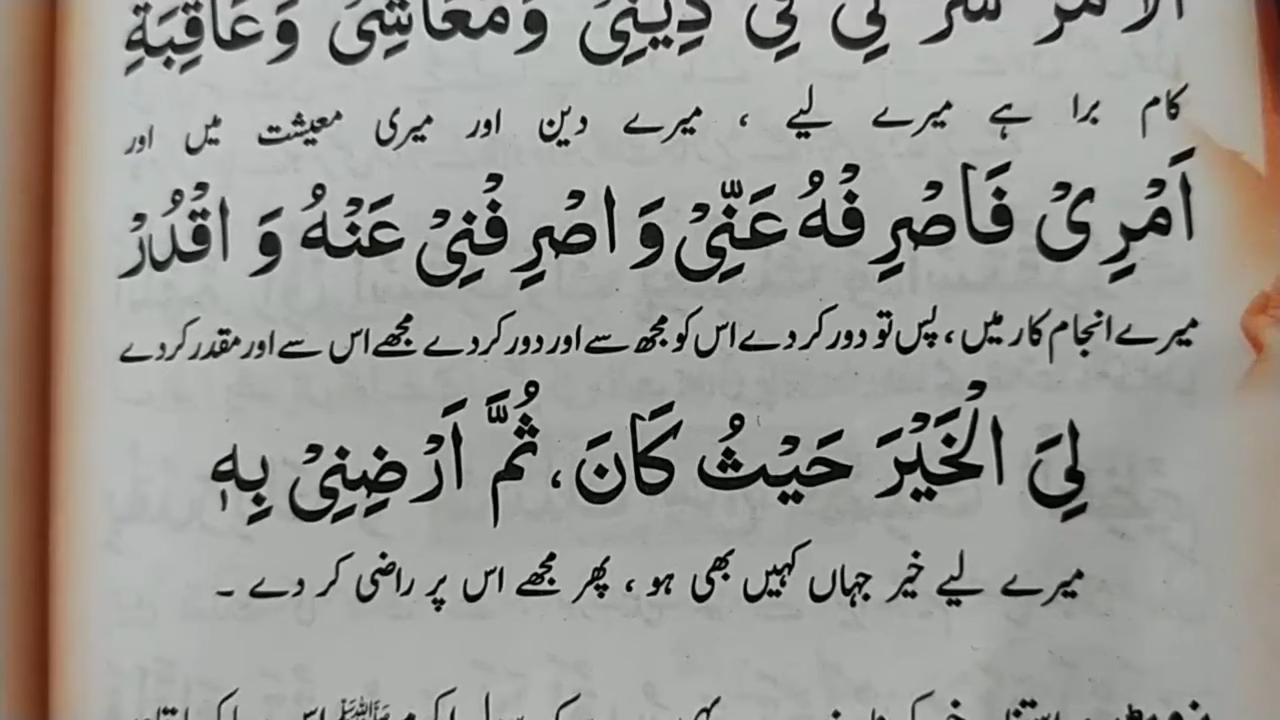 الْاَمْرَ شَرٌّ لِّیْ فِیْ دِیْنِیْ وَمَعَاشِیْ وَعَاقِبَةِ
کام برا ہے میرے لیے ، میرے دین اور میری معیشت میں اور
اَمْرِیْ فَاصْرِفْهُ عَنِّیْ وَ اصْرِفْنِیْ عَنْهُ وَ اقْدُرْ
میرے انجام کار میں ، پس تو دور کر دے اس کو مجھ سے اور دور کر دے مجھے اس سے اور مقدر کر دے
لِیَ الْخَیْرَ حَیْثُ کَانَ، ثُمَّ اَرْضِنِیْ بِهٖ
میرے لیے خیر جہاں کہیں بھی ہو ، پھر مجھے اس پر راضی کر دے ۔